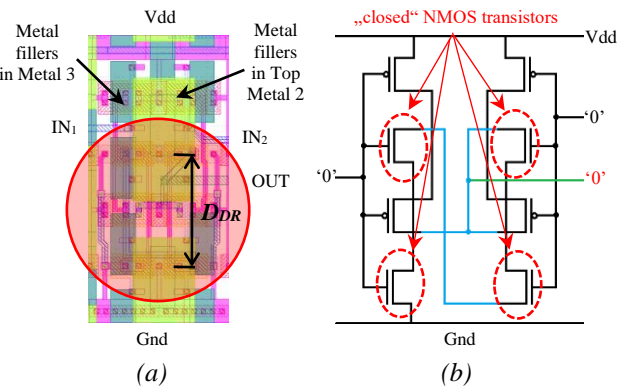 Vdd
Metal
fillers
in Metal 3
Metal
fillers
in Top
Metal 2
IN1
IN2
OUT
DDR
Gnd
(a)
„closed“ NMOS transistors
Vdd
‘0’
‘0’
‘0’
Gnd
(b)